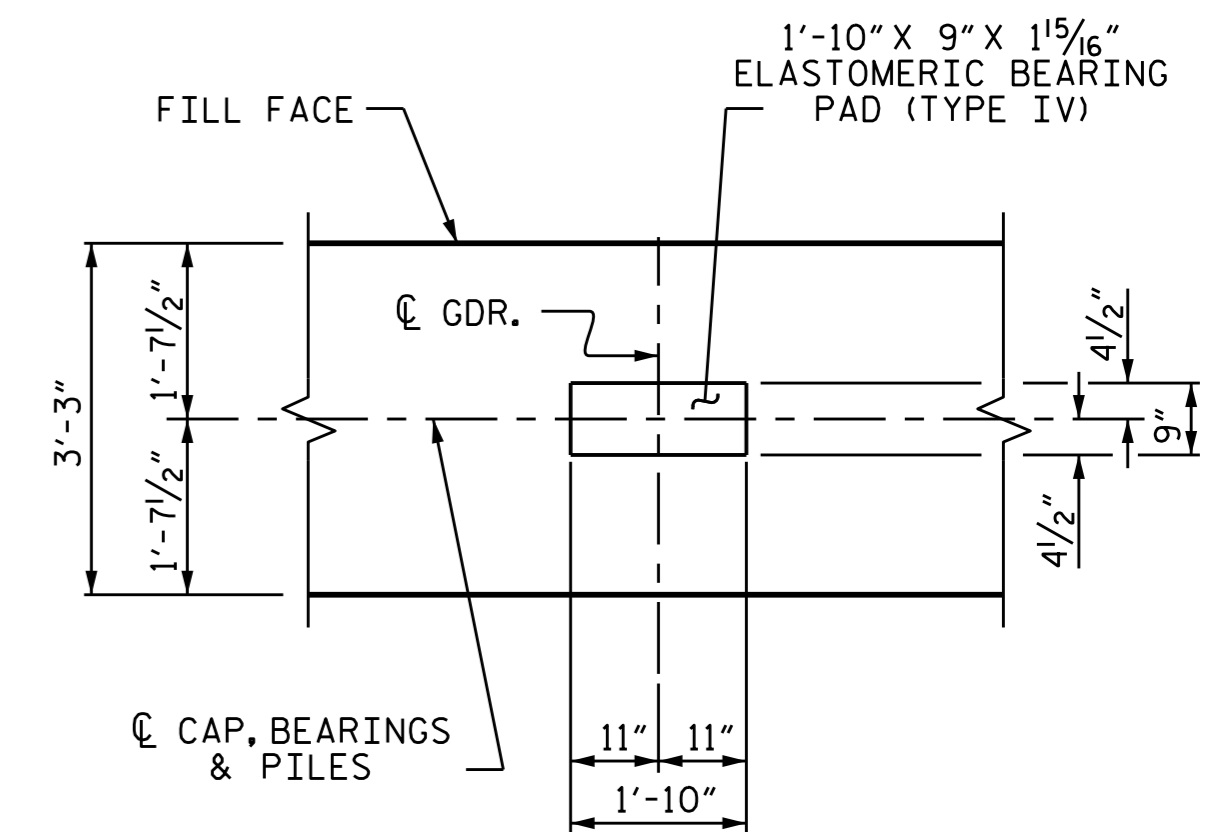 1'-10" X 9" X 1 15/16"
ELASTOMERIC BEARING
PAD (TYPE IV)
FILL FACE
℄ GDR.
1'-7 1/2"
3'-3"
1'-7 1/2"
4 1/2"
9"
4 1/2"
℄ CAP, BEARINGS
& PILES
11"
11"
1'-10"